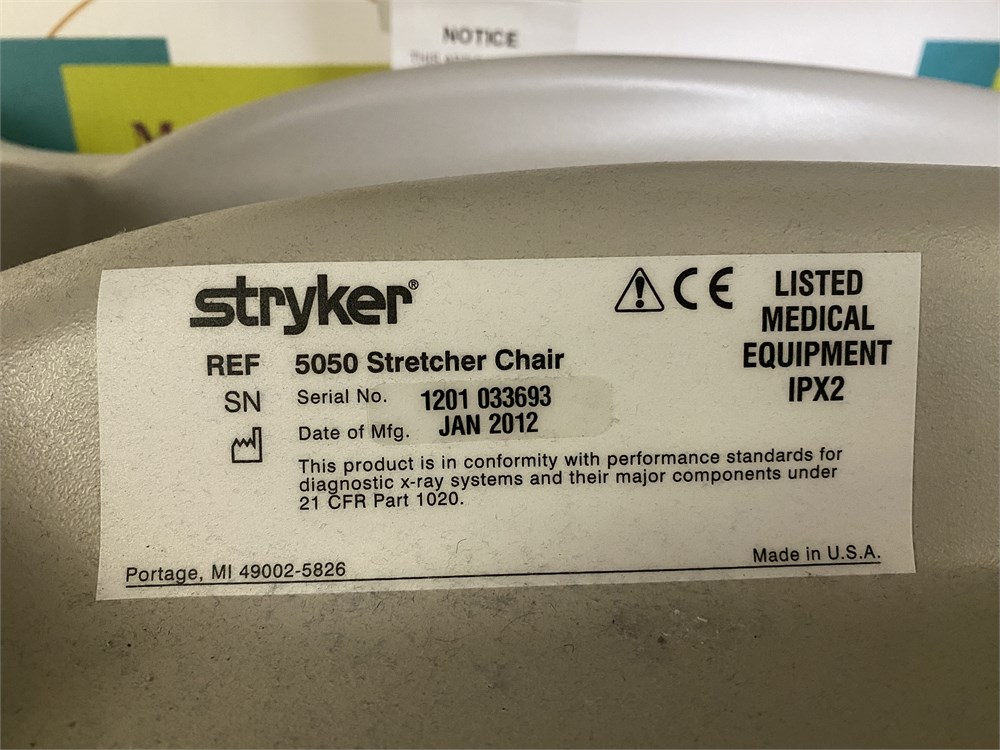 NOTICE
stryker®
REF 5050 Stretcher Chair
SN Serial No. 1201 033693
Date of Mfg. JAN 2012
This product is in conformity with performance standards for
diagnostic x-ray systems and their major components under
21 CFR Part 1020.
Portage, MI 49002-5826
CE
LISTED
MEDICAL
EQUIPMENT
IPX2
Made in U.S.A.